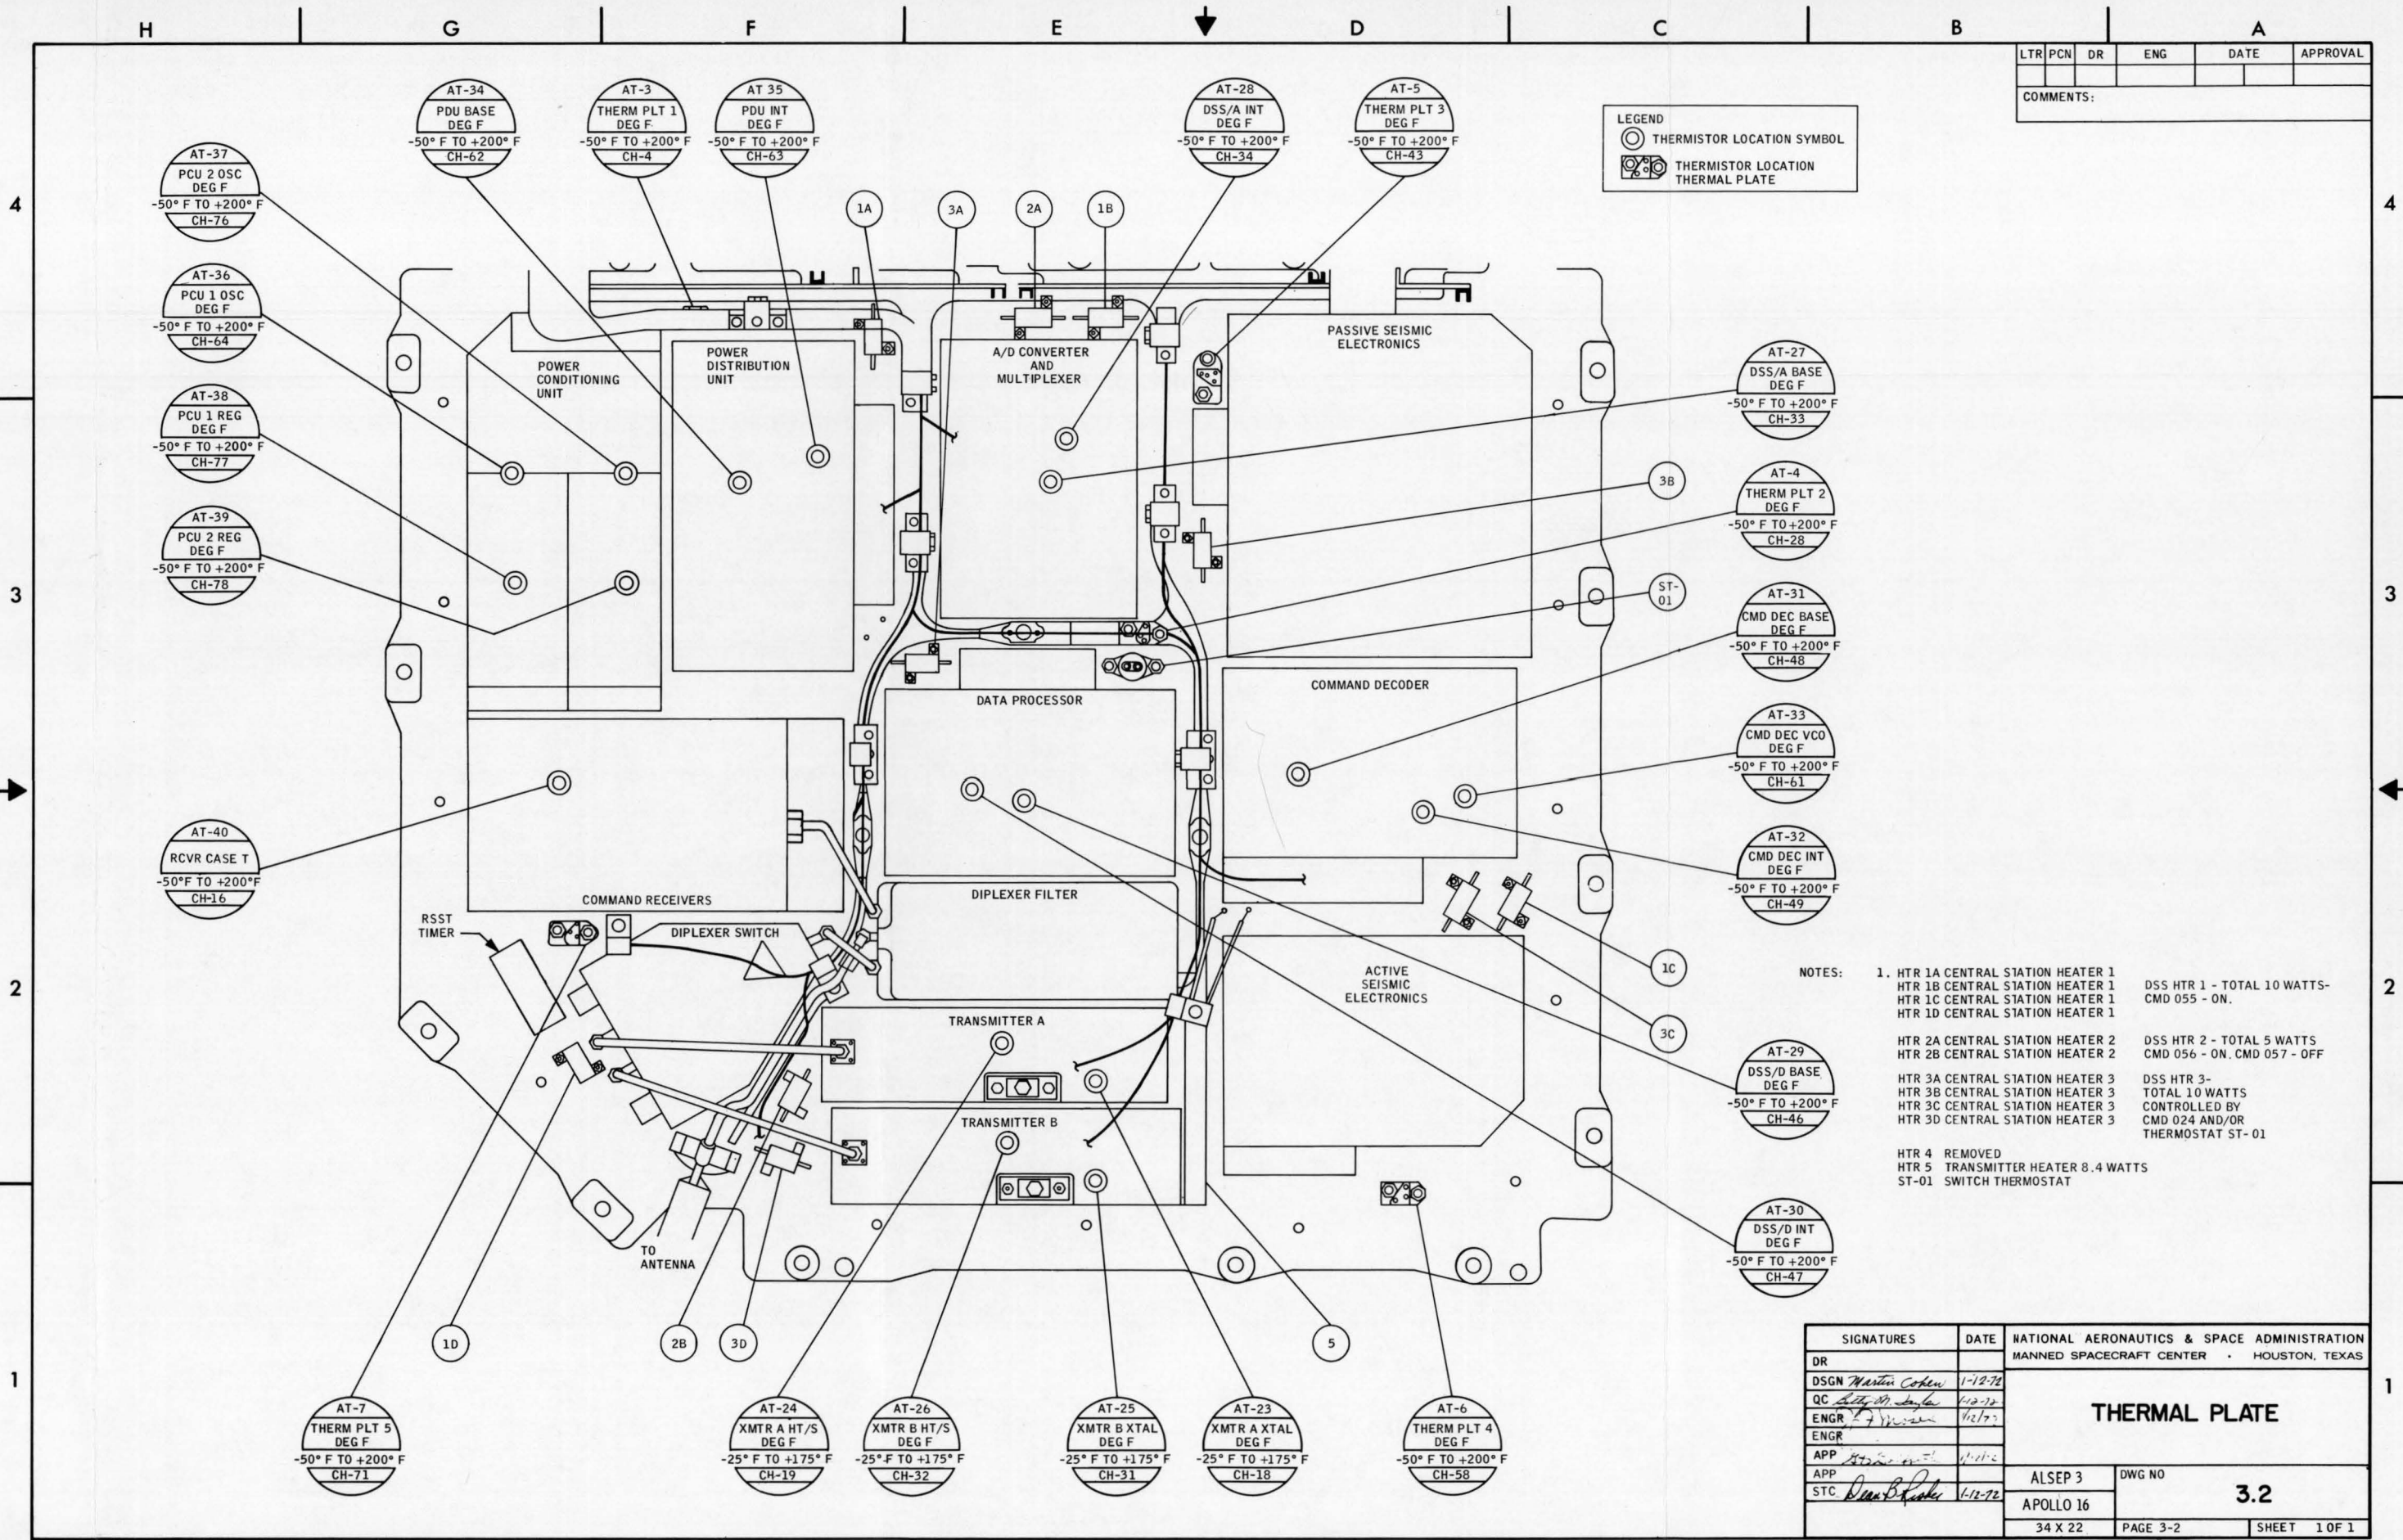 H G F E D C B A
LTR PCN DR ENG DATE APPROVAL
COMMENTS:
4
4
3
3
2
2
1
1
AT-34
PDU BASE
DEG F
-50° F TO +200° F
CH-62
AT-3
THERM PLT 1
DEG F
-50° F TO +200° F
CH-4
AT 35
PDU INT
DEG F
-50° F TO +200° F
CH-63
AT-28
DSS/A INT
DEG F
-50° F TO +200° F
CH-34
AT-5
THERM PLT 3
DEG F
-50° F TO +200° F
CH-43
LEGEND
THERMISTOR LOCATION SYMBOL
THERMISTOR LOCATION
THERMAL PLATE
AT-37
PCU 2 OSC
DEG F
-50° F TO +200° F
CH-76
AT-36
PCU 1 OSC
DEG F
-50° F TO +200° F
CH-64
AT-38
PCU 1 REG
DEG F
-50° F TO +200° F
CH-77
AT-39
PCU 2 REG
DEG F
-50° F TO +200° F
CH-78
AT-40
RCVR CASE T
-50°F TO +200°F
CH-16
1A
3A
2A
1B
POWER
CONDITIONING
UNIT
POWER
DISTRIBUTION
UNIT
A/D CONVERTER
AND
MULTIPLEXER
PASSIVE SEISMIC
ELECTRONICS
DATA PROCESSOR
COMMAND DECODER
COMMAND RECEIVERS
DIPLEXER FILTER
RSST
TIMER
DIPLEXER SWITCH
ACTIVE
SEISMIC
ELECTRONICS
TRANSMITTER A
TRANSMITTER B
TO
ANTENNA
AT-27
DSS/A BASE
DEG F
-50° F TO +200° F
CH-33
3B
AT-4
THERM PLT 2
DEG F
-50° F TO +200° F
CH-28
ST-
01
AT-31
CMD DEC BASE
DEG F
-50° F TO +200° F
CH-48
AT-33
CMD DEC VCO
DEG F
-50° F TO +200° F
CH-61
AT-32
CMD DEC INT
DEG F
-50° F TO +200° F
CH-49
1C
3C
AT-29
DSS/D BASE
DEG F
-50° F TO +200° F
CH-46
AT-30
DSS/D INT
DEG F
-50° F TO +200° F
CH-47
NOTES: 1. HTR 1A CENTRAL STATION HEATER 1
HTR 1B CENTRAL STATION HEATER 1 DSS HTR 1 - TOTAL 10 WATTS-
HTR 1C CENTRAL STATION HEATER 1 CMD 055 - ON.
HTR 1D CENTRAL STATION HEATER 1
HTR 2A CENTRAL STATION HEATER 2 DSS HTR 2 - TOTAL 5 WATTS
HTR 2B CENTRAL STATION HEATER 2 CMD 056 - ON. CMD 057 - OFF
HTR 3A CENTRAL STATION HEATER 3 DSS HTR 3-
HTR 3B CENTRAL STATION HEATER 3 TOTAL 10 WATTS
HTR 3C CENTRAL STATION HEATER 3 CONTROLLED BY
HTR 3D CENTRAL STATION HEATER 3 CMD 024 AND/OR
THERMOSTAT ST-01
HTR 4 REMOVED
HTR 5 TRANSMITTER HEATER 8.4 WATTS
ST-01 SWITCH THERMOSTAT
1D
2B
3D
5
AT-7
THERM PLT 5
DEG F
-50° F TO +200° F
CH-71
AT-24
XMTR A HT/S
DEG F
-25° F TO +175° F
CH-19
AT-26
XMTR B HT/S
DEG F
-25° F TO +175° F
CH-32
AT-25
XMTR B XTAL
DEG F
-25° F TO +175° F
CH-31
AT-23
XMTR A XTAL
DEG F
-25° F TO +175° F
CH-18
AT-6
THERM PLT 4
DEG F
-50° F TO +200° F
CH-58
SIGNATURES DATE
DR
DSGN Martin Cohen 1-12-72
QC
ENGR
ENGR
APP
APP
STC 1-12-72
NATIONAL AERONAUTICS & SPACE ADMINISTRATION
MANNED SPACECRAFT CENTER · HOUSTON, TEXAS
THERMAL PLATE
ALSEP 3
APOLLO 16
DWG NO
3.2
34 X 22 PAGE 3-2 SHEET 1 OF 1